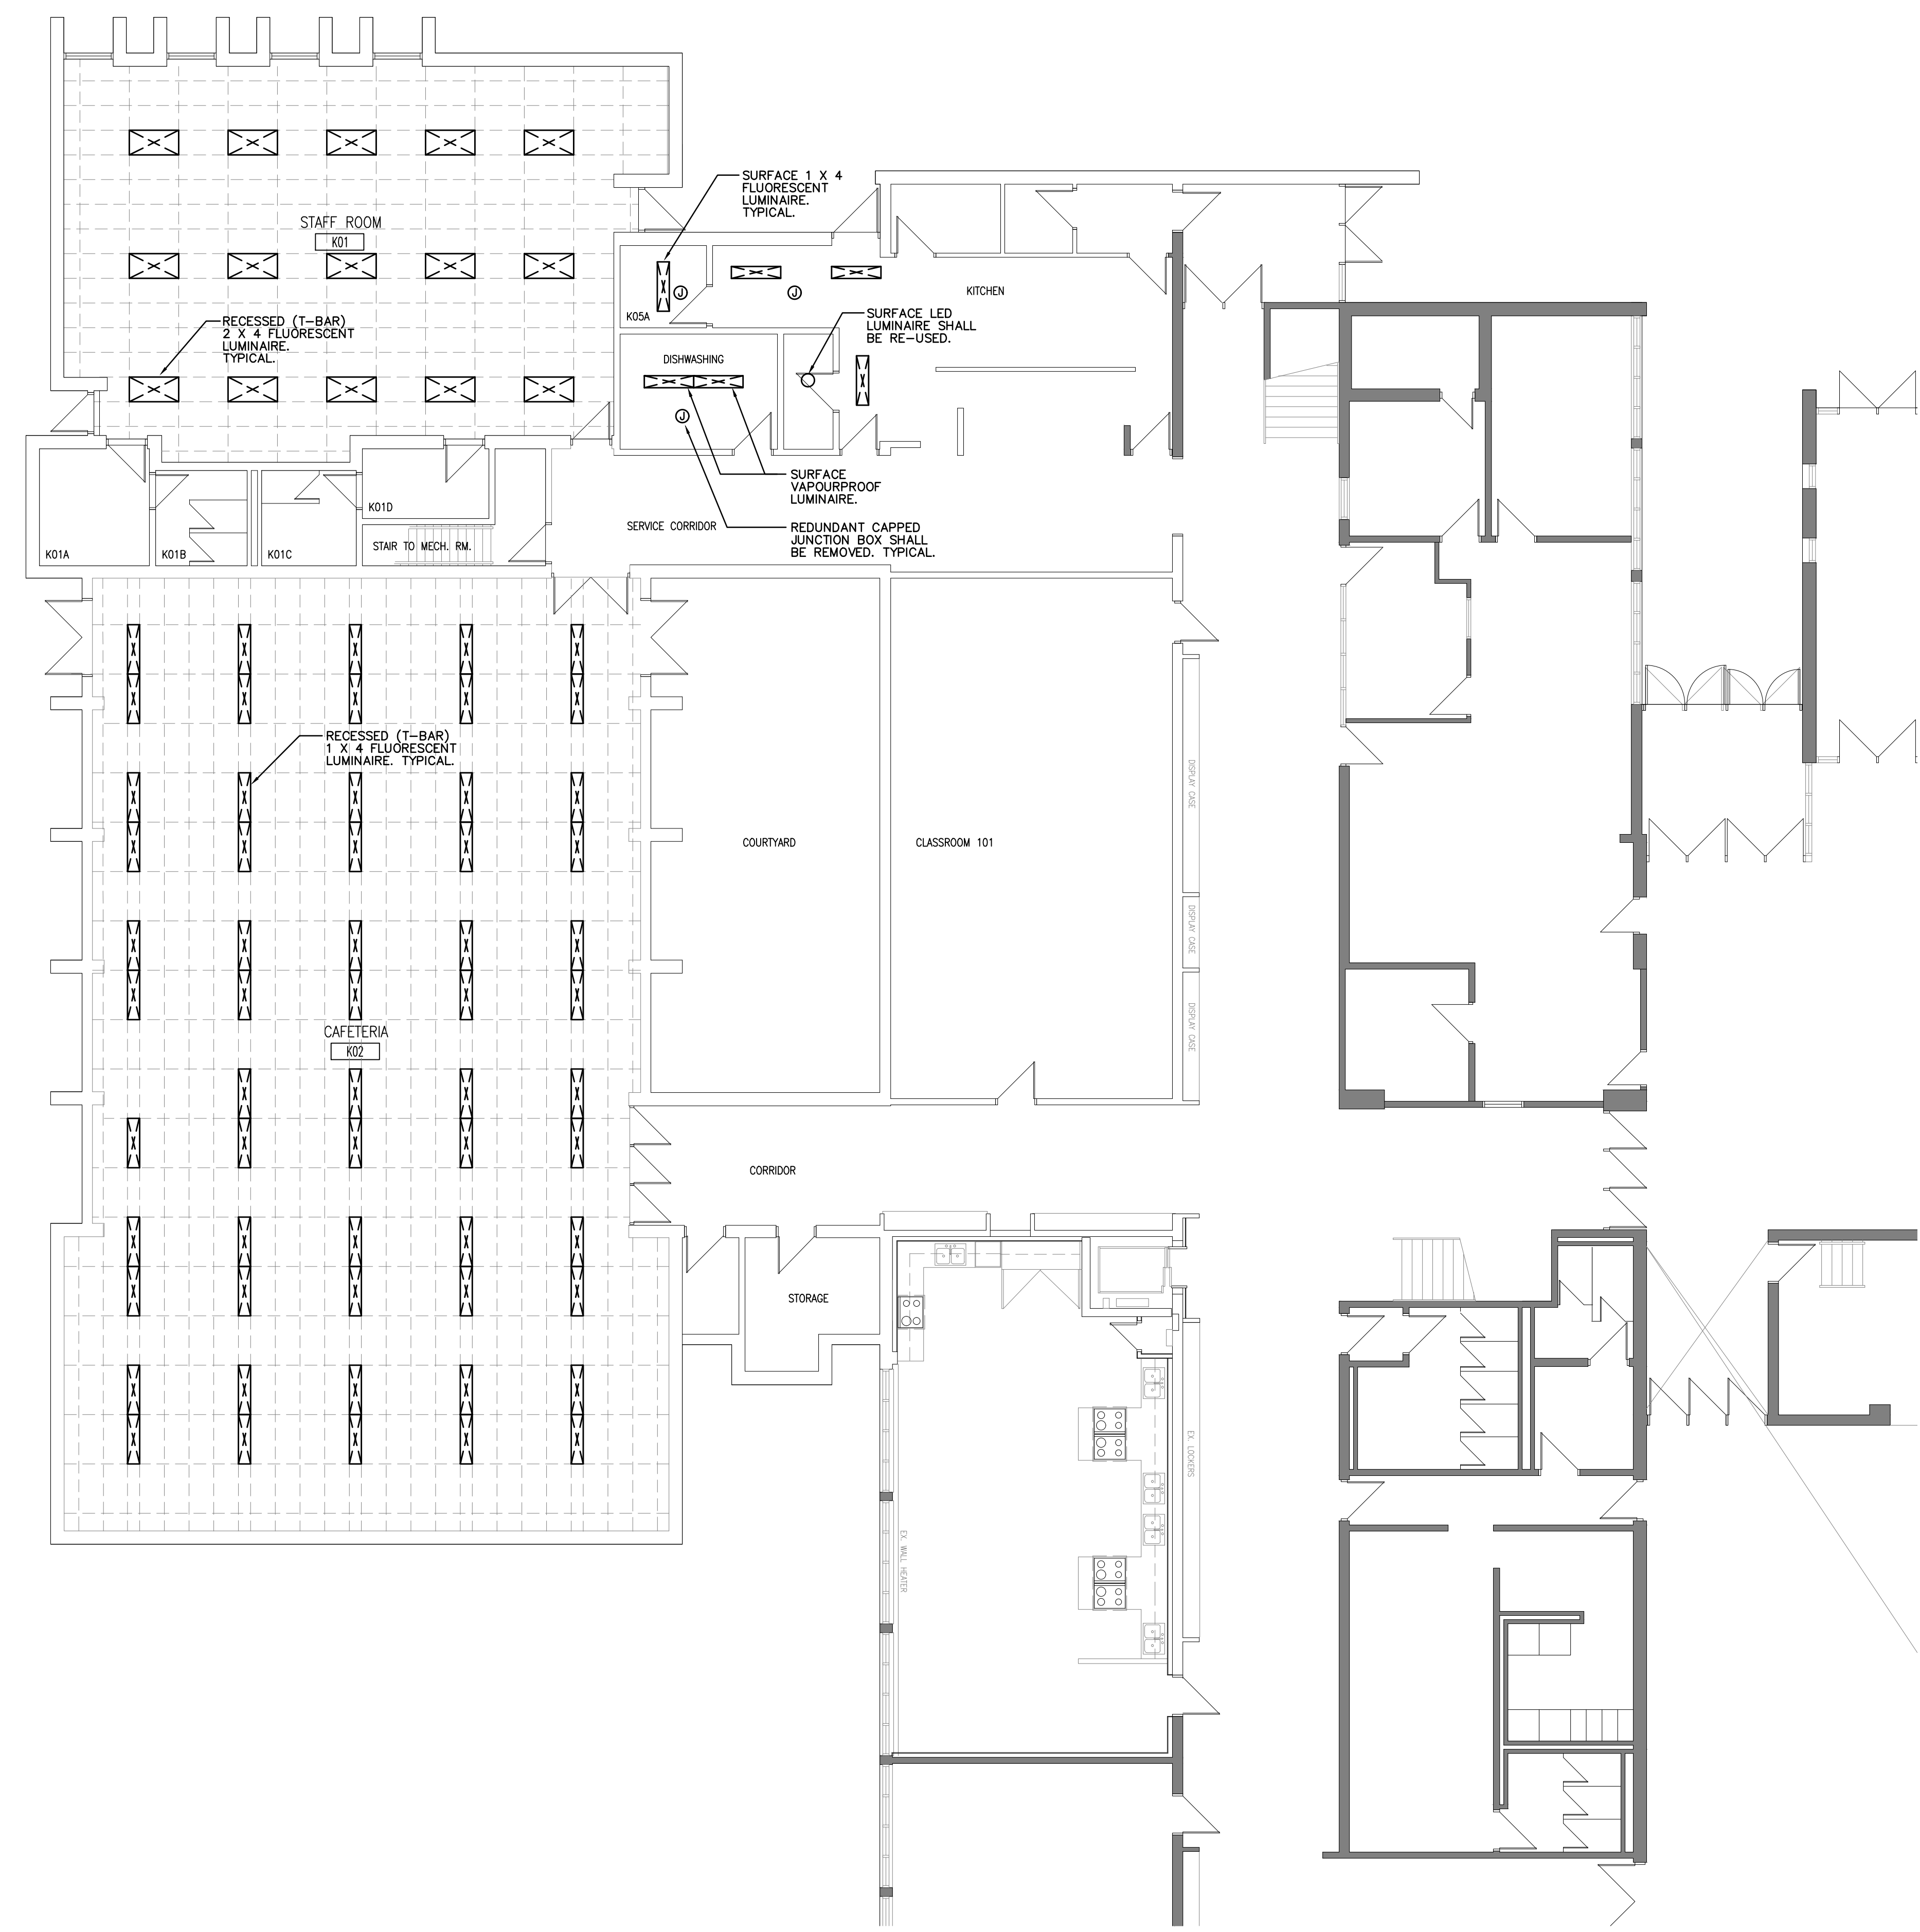 SURFACE 1 X 4
FLUORESCENT
LUMINAIRE.
TYPICAL.
STAFF ROOM
K01
KITCHEN
K05A
J
J
SURFACE LED
LUMINAIRE SHALL
BE RE-USED.
RECESSED (T-BAR)
2 X 4 FLUORESCENT
LUMINAIRE.
TYPICAL.
DISHWASHING
J
SURFACE
VAPOURPROOF
LUMINAIRE.
K01D
SERVICE CORRIDOR
REDUNDANT CAPPED
JUNCTION BOX SHALL
BE REMOVED. TYPICAL.
K01A
K01B
K01C
STAIR TO MECH. RM.
RECESSED (T-BAR)
1 X 4 FLUORESCENT
LUMINAIRE. TYPICAL.
DISPLAY CASE
COURTYARD
CLASSROOM 101
DISPLAY CASE
CAFETERIA
K02
DISPLAY CASE
CORRIDOR
STORAGE
EX. LOCKERS
EX. WALL HEATER